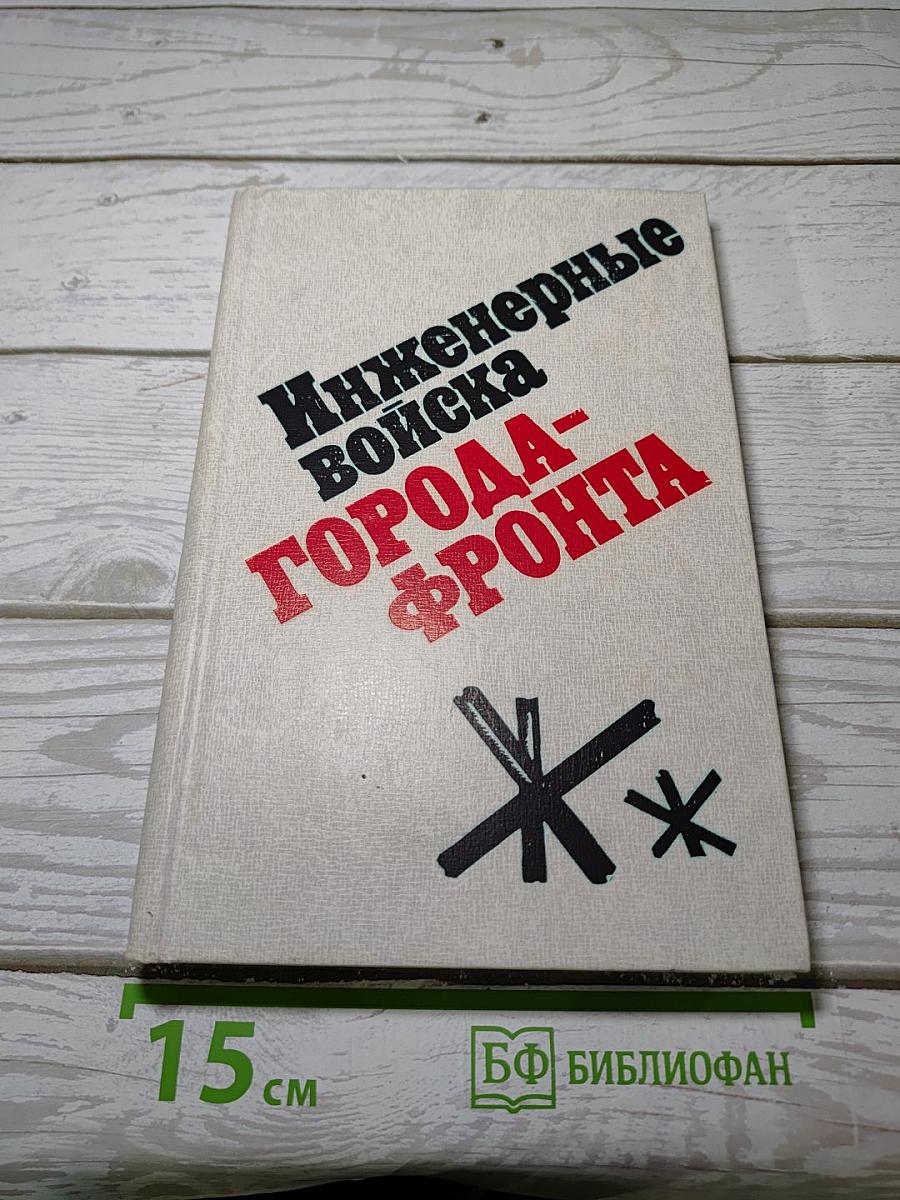 Инженерные
войска
ГОРОДА-
ФРОНТА
15 см
БФ БИБЛИОФАН